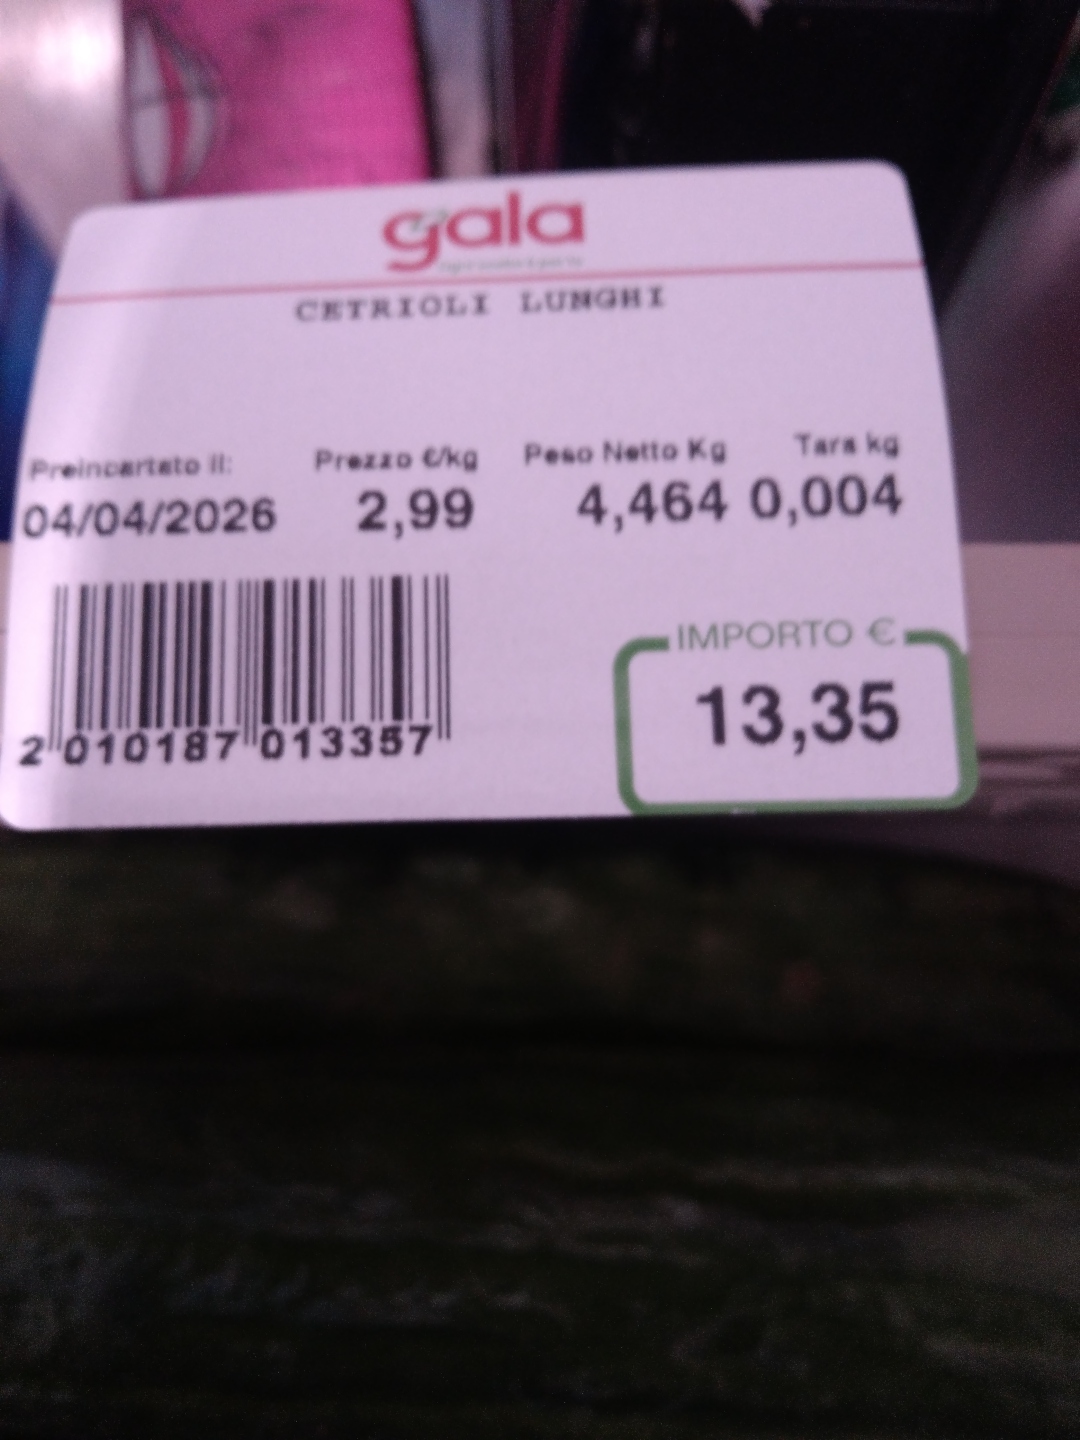 gala
CETRIOLI LUNGHI
Preincartato il: Prezzo €/kg Peso Netto Kg Tara kg
04/04/2026 2,99 4,464 0,004
IMPORTO €
13,35
2 010187 013357